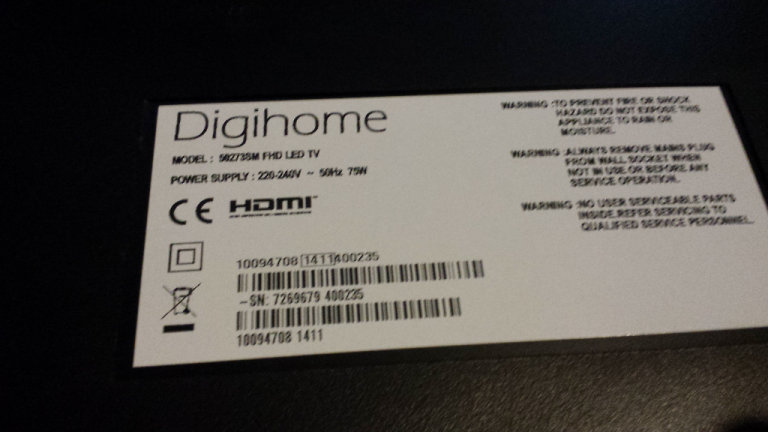 Digihome
MODEL : 50273SM FHD LED TV
POWER SUPPLY : 220-240V ~ 50Hz 75W
CE HDMI
10094708 1411 400235
-SN: 7269679 400235
10094708 1411
WARNING :TO PREVENT FIRE OR SHOCK
HAZARD DO NOT EXPOSE THIS
APPLIANCE TO RAIN OR
MOISTURE.
WARNING :ALWAYS REMOVE MAINS PLUG
FROM WALL SOCKET WHEN
NOT IN USE OR BEFORE ANY
SERVICE OPERATION.
WARNING :NO USER SERVICEABLE PARTS
INSIDE.REFER SERVICING TO
QUALIFIED SERVICE PERSONNEL.